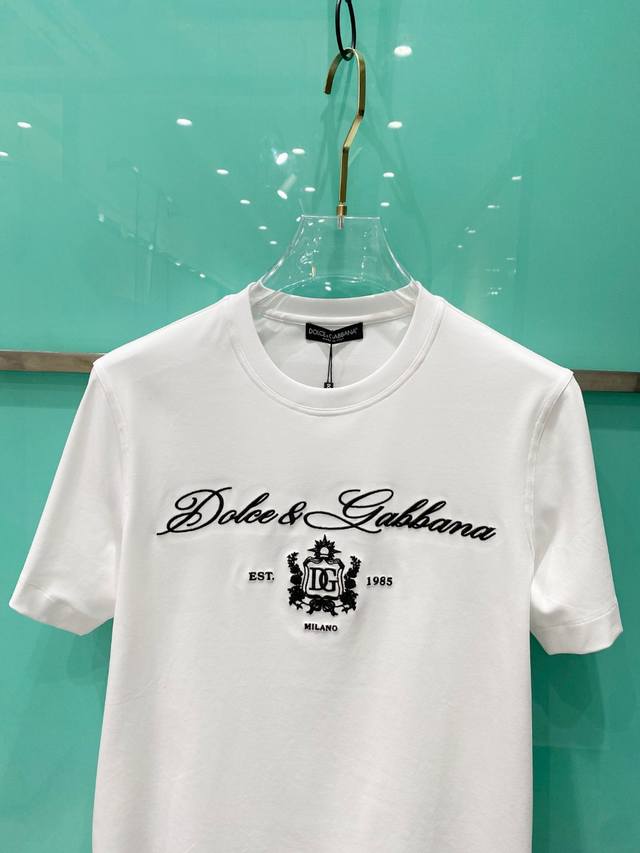 DOLCE & GABBANA
Dolce & Gabbana
EST.
DG
1985
MILANO